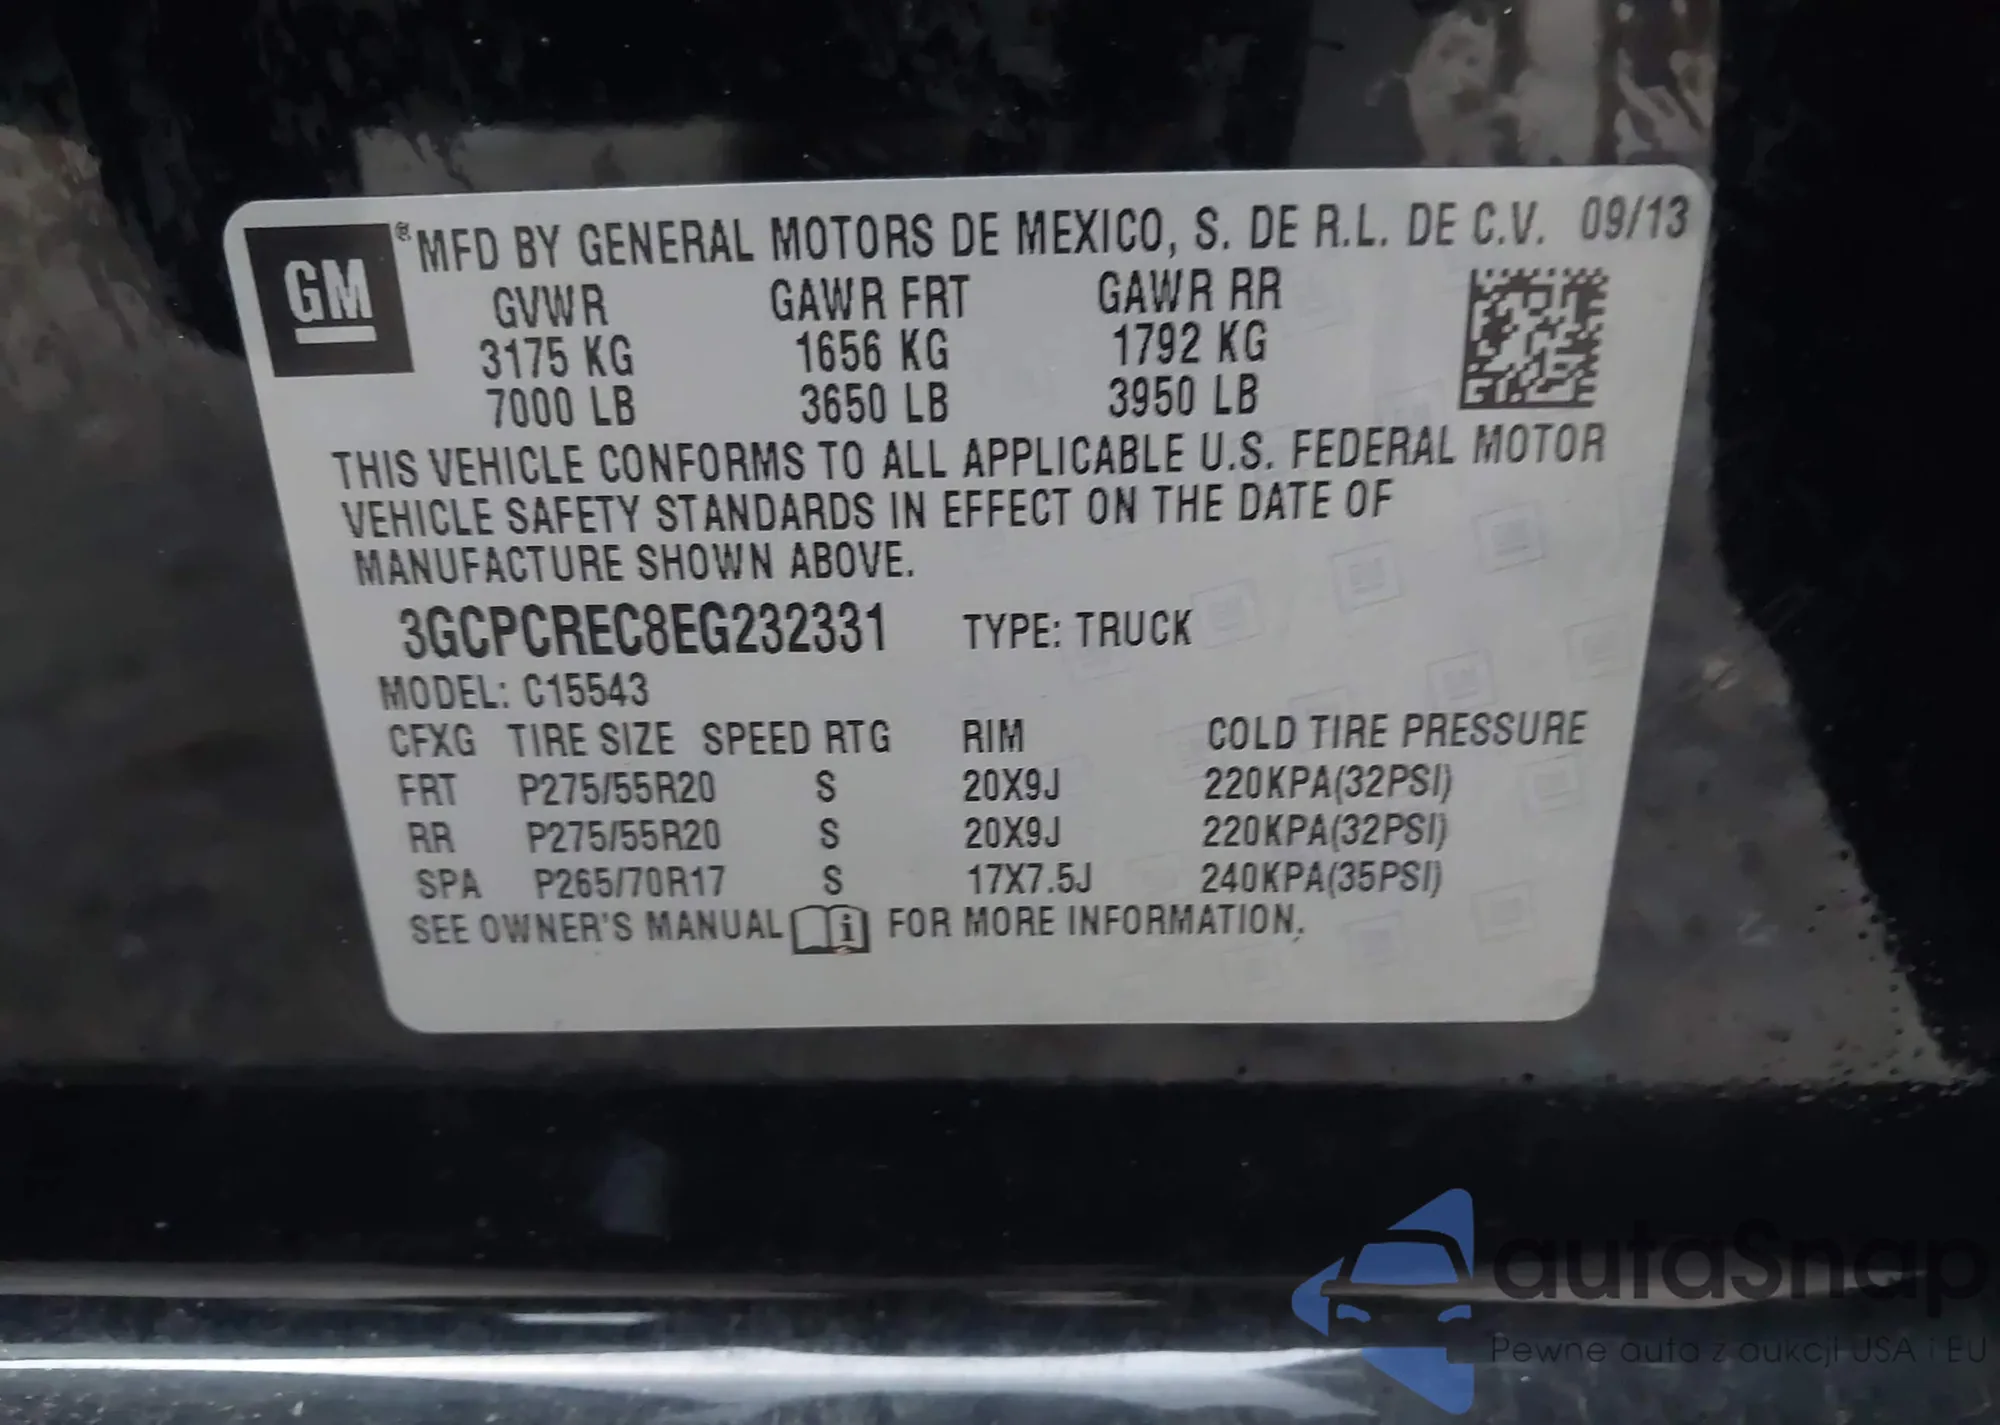 GM ® MFD BY GENERAL MOTORS DE MEXICO, S. DE R.L. DE C.V. 09/13
GVWR GAWR FRT GAWR RR
3175 KG 1656 KG 1792 KG
7000 LB 3650 LB 3950 LB
THIS VEHICLE CONFORMS TO ALL APPLICABLE U.S. FEDERAL MOTOR
VEHICLE SAFETY STANDARDS IN EFFECT ON THE DATE OF
MANUFACTURE SHOWN ABOVE.
3GCPCREC8EG232331 TYPE: TRUCK
MODEL: C15543
CFXG TIRE SIZE SPEED RTG RIM COLD TIRE PRESSURE
FRT P275/55R20 S 20X9J 220KPA(32PSI)
RR P275/55R20 S 20X9J 220KPA(32PSI)
SPA P265/70R17 S 17X7.5J 240KPA(35PSI)
SEE OWNER'S MANUAL i FOR MORE INFORMATION.
autaSnap
Pewne auta z aukcji USA i EU